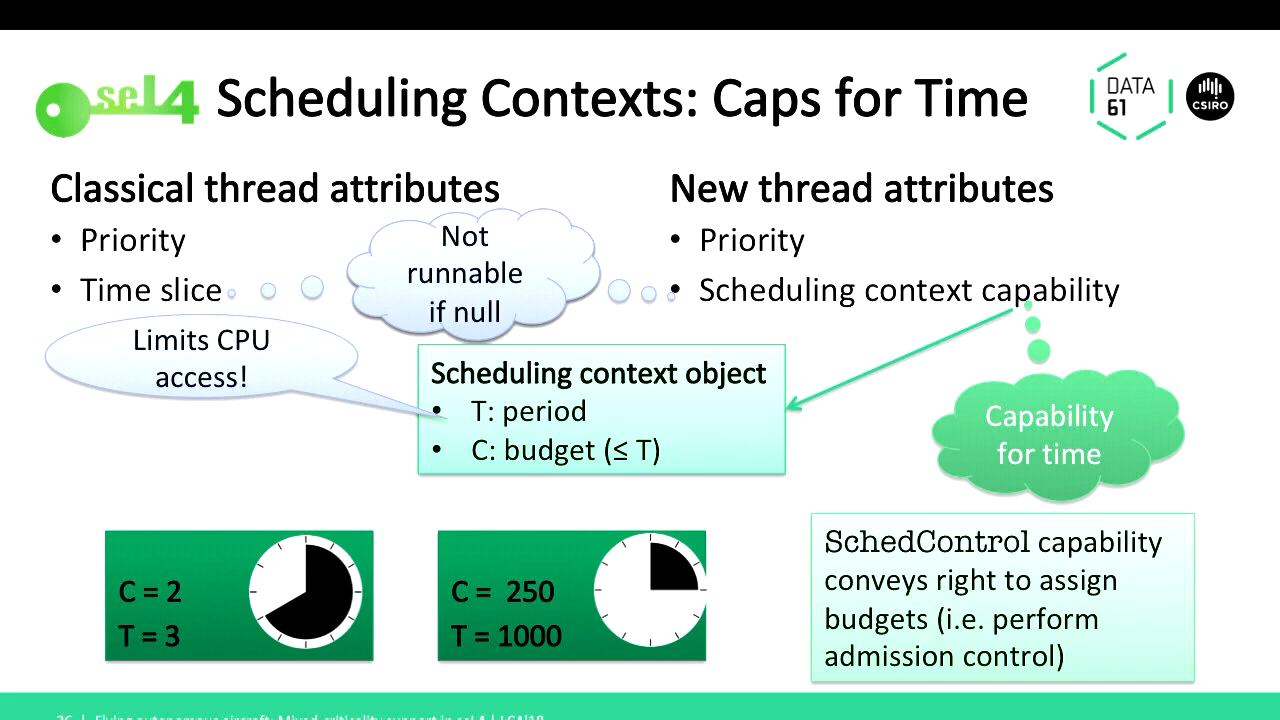 seL4 Scheduling Contexts: Caps for Time
DATA
61
CSIRO
Classical thread attributes
• Priority
• Time slice
Not
runnable
if null
Limits CPU
access!
New thread attributes
• Priority
• Scheduling context capability
Scheduling context object
• T: period
• C: budget (≤ T)
Capability
for time
C = 2
T = 3
C = 250
T = 1000
SchedControl capability
conveys right to assign
budgets (i.e. perform
admission control)